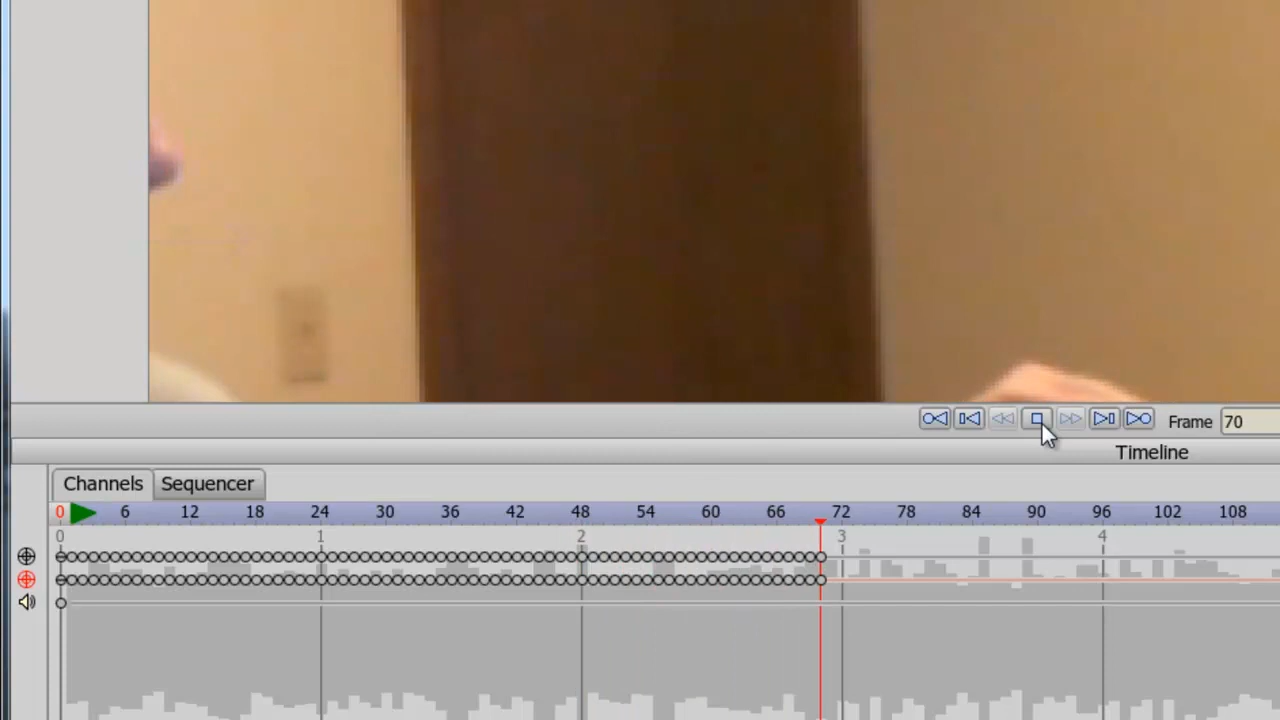 Frame 70
Timeline
Channels Sequencer
0 6 12 18 24 30 36 42 48 54 60 66 72 78 84 90 96 102 108
0 1 2 3 4